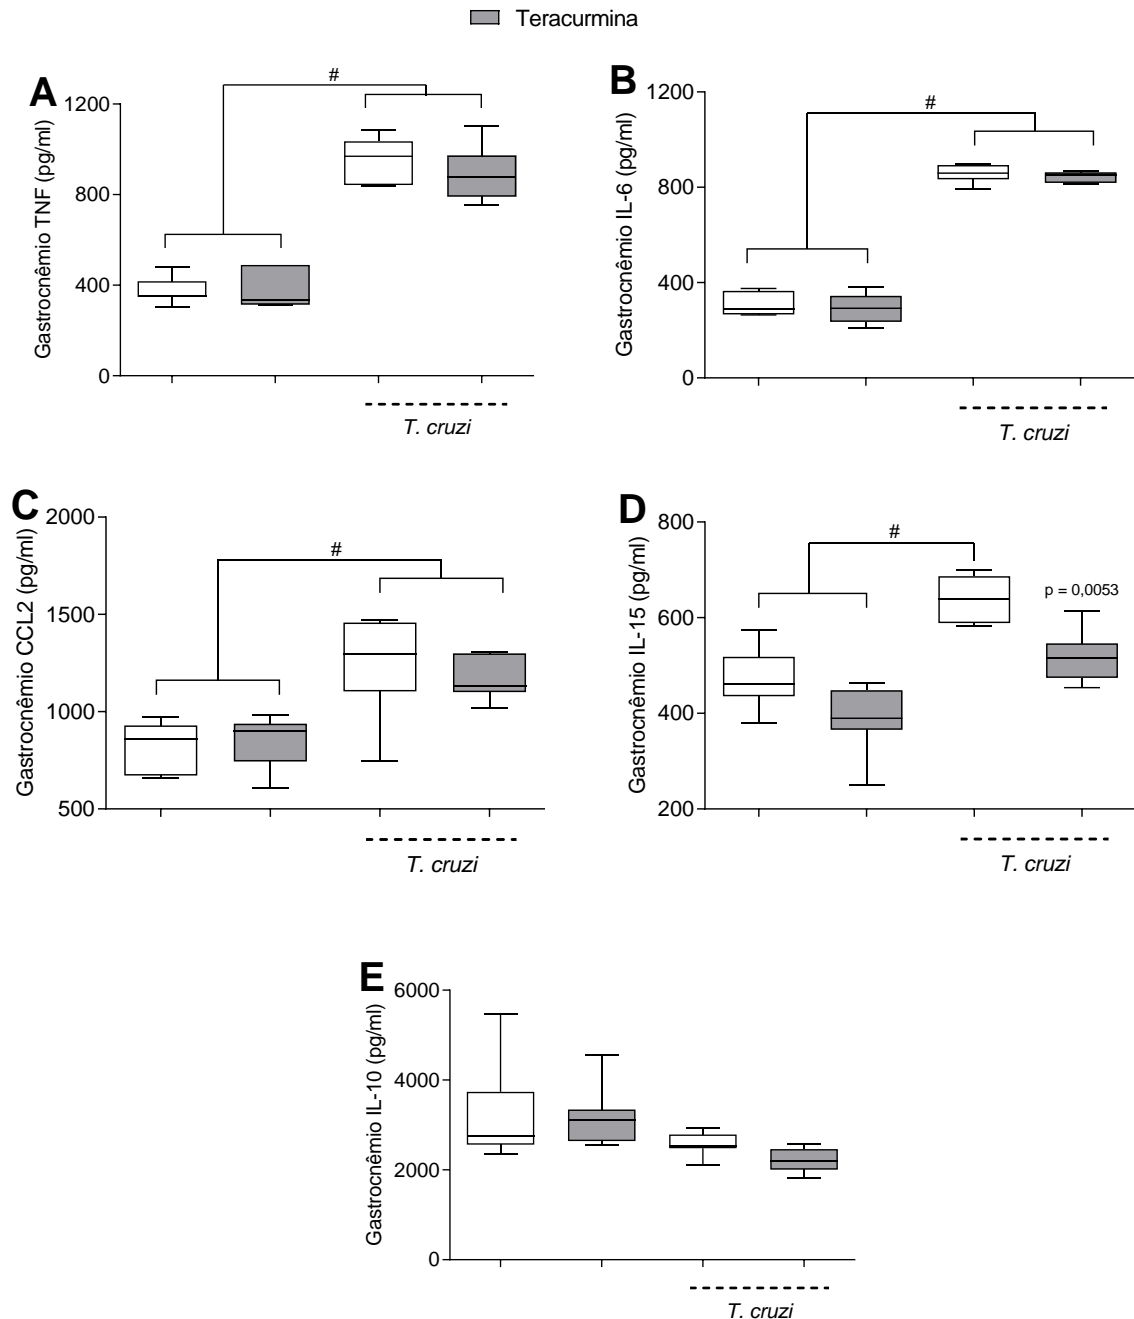 Teracurmina
A
#
1200
800
400
0
Gastrocnêmio TNF (pg/ml)
T. cruzi
B
#
1200
800
400
0
Gastrocnêmio IL-6 (pg/ml)
T. cruzi
C
#
2000
1500
1000
500
Gastrocnêmio CCL2 (pg/ml)
T. cruzi
D
#
p = 0,0053
800
600
400
200
Gastrocnêmio IL-15 (pg/ml)
T. cruzi
E
6000
4000
2000
0
Gastrocnêmio IL-10 (pg/ml)
T. cruzi